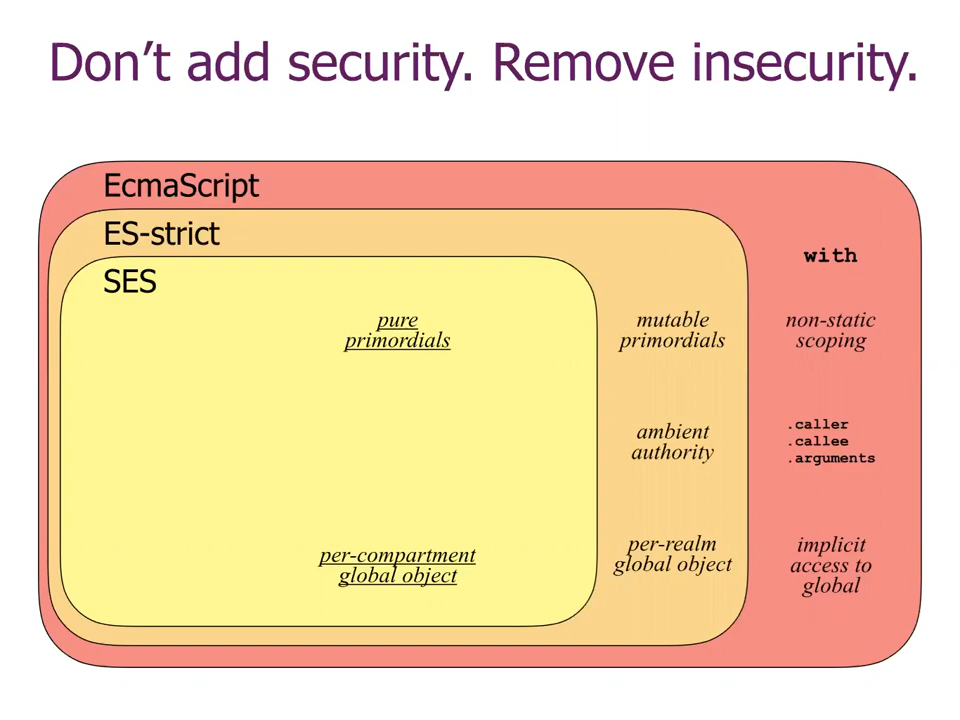 Don't add security. Remove insecurity.
EcmaScript
ES-strict
SES
with
pure
primordials
mutable
primordials
non-static
scoping
ambient
authority
.caller
.callee
.arguments
per-compartment
global object
per-realm
global object
implicit
access to
global